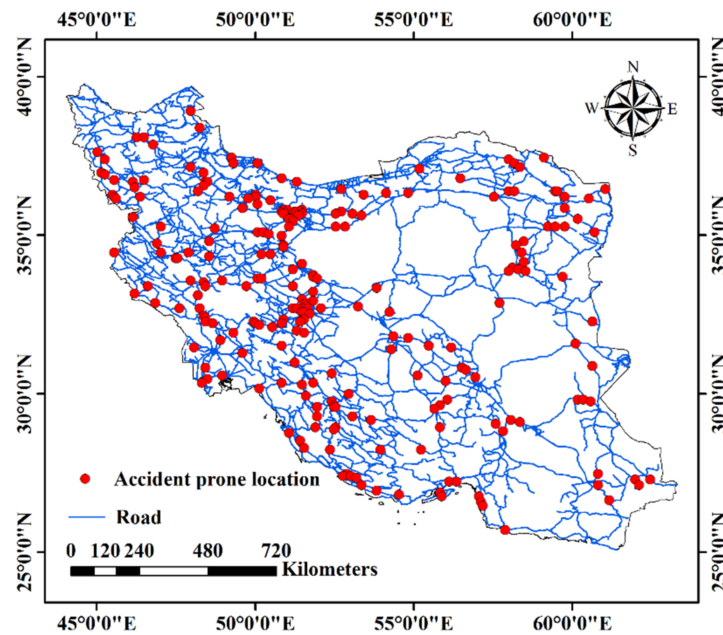 45°0'0"E 50°0'0"E 55°0'0"E 60°0'0"E
40°0'0"N 40°0'0"N
N
W E
S
35°0'0"N 35°0'0"N
30°0'0"N 30°0'0"N
Accident prone location
Road
0 120 240 480 720
Kilometers
25°0'0"N 25°0'0"N
45°0'0"E 50°0'0"E 55°0'0"E 60°0'0"E